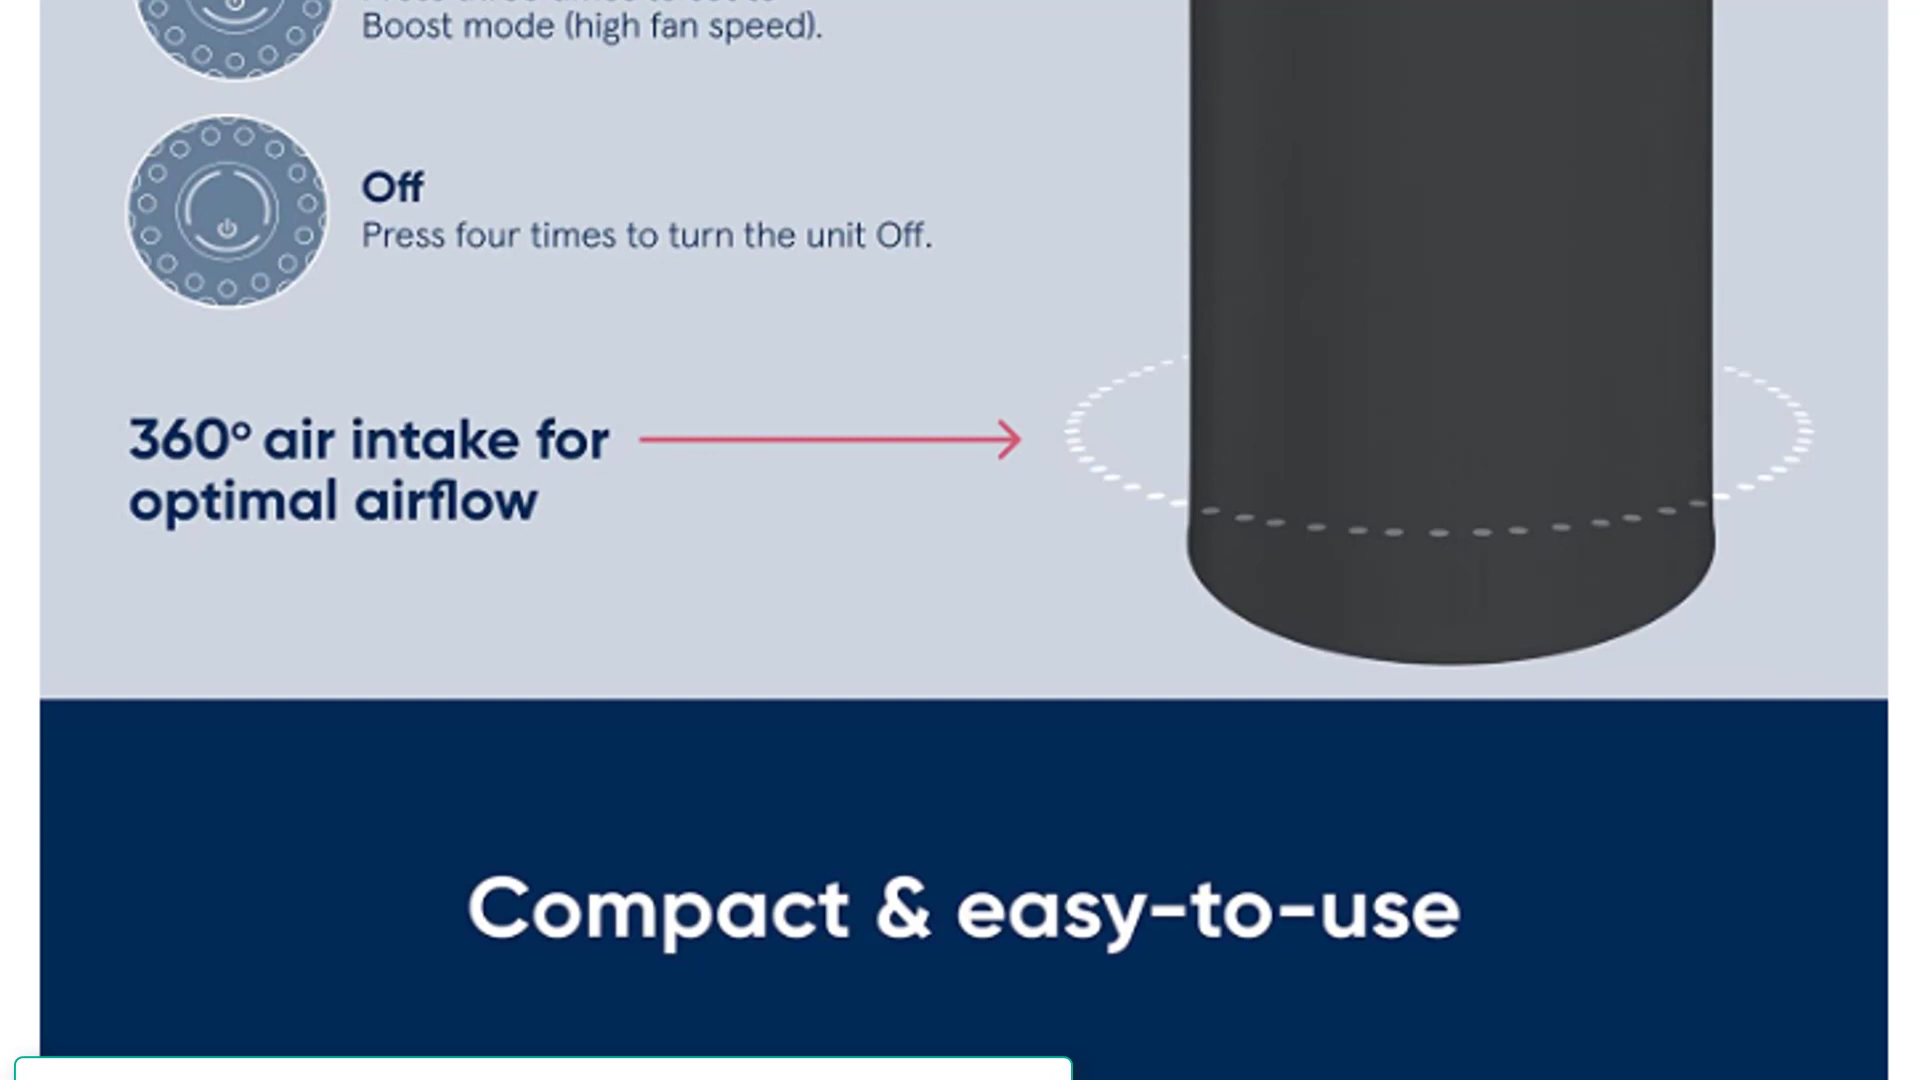 Boost mode (high fan speed).
Off
Press four times to turn the unit Off.
360° air intake for
optimal airflow
Compact & easy-to-use